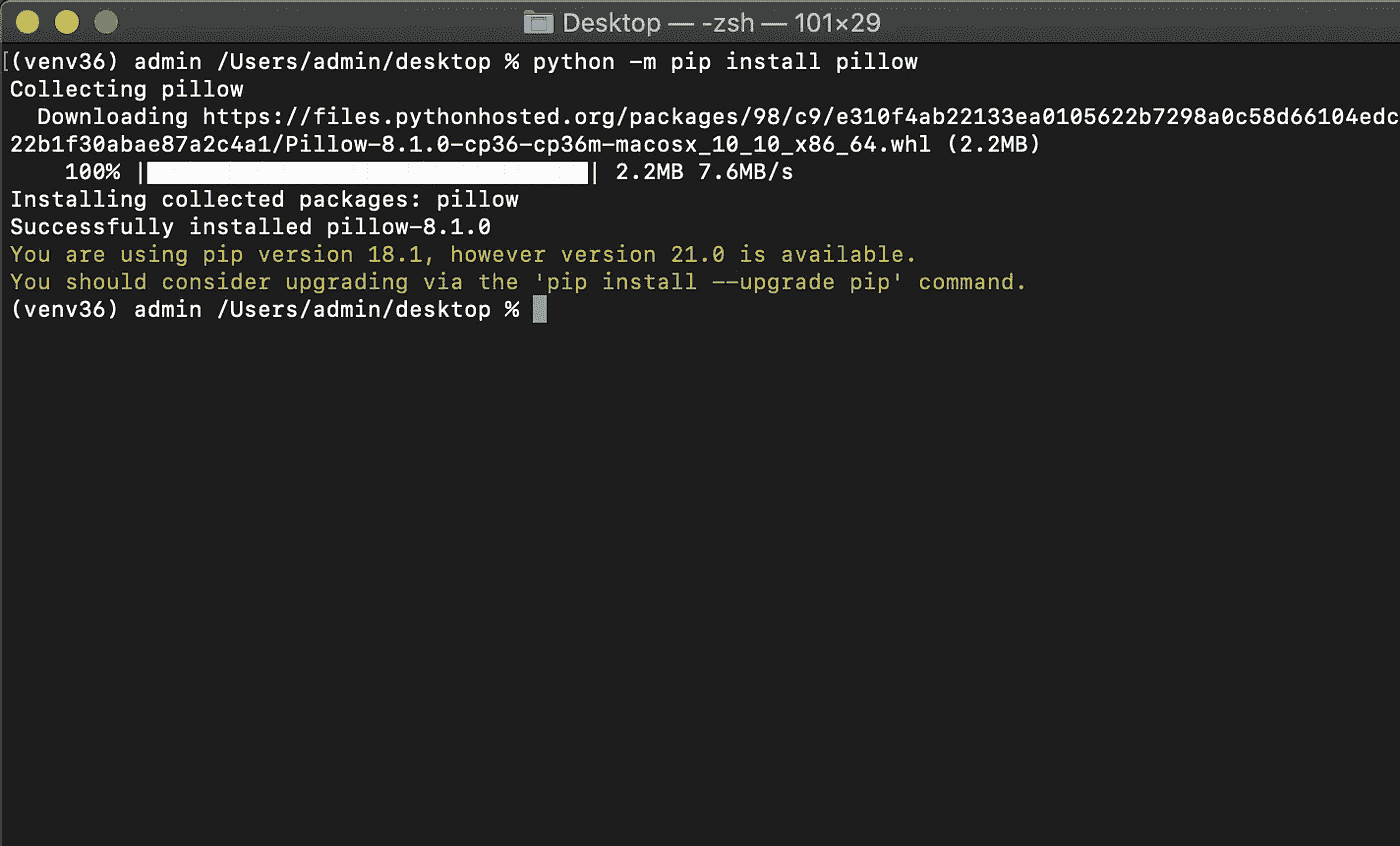 Desktop — -zsh — 101×29
[(venv36) admin /Users/admin/desktop % python -m pip install pillow
Collecting pillow
  Downloading https://files.pythonhosted.org/packages/98/c9/e310f4ab22133ea0105622b7298a0c58d66104edc
22b1f30abae87a2c4a1/Pillow-8.1.0-cp36-cp36m-macosx_10_10_x86_64.whl (2.2MB)
    100% |████████████████████████████████| 2.2MB 7.6MB/s
Installing collected packages: pillow
Successfully installed pillow-8.1.0
You are using pip version 18.1, however version 21.0 is available.
You should consider upgrading via the 'pip install --upgrade pip' command.
(venv36) admin /Users/admin/desktop %